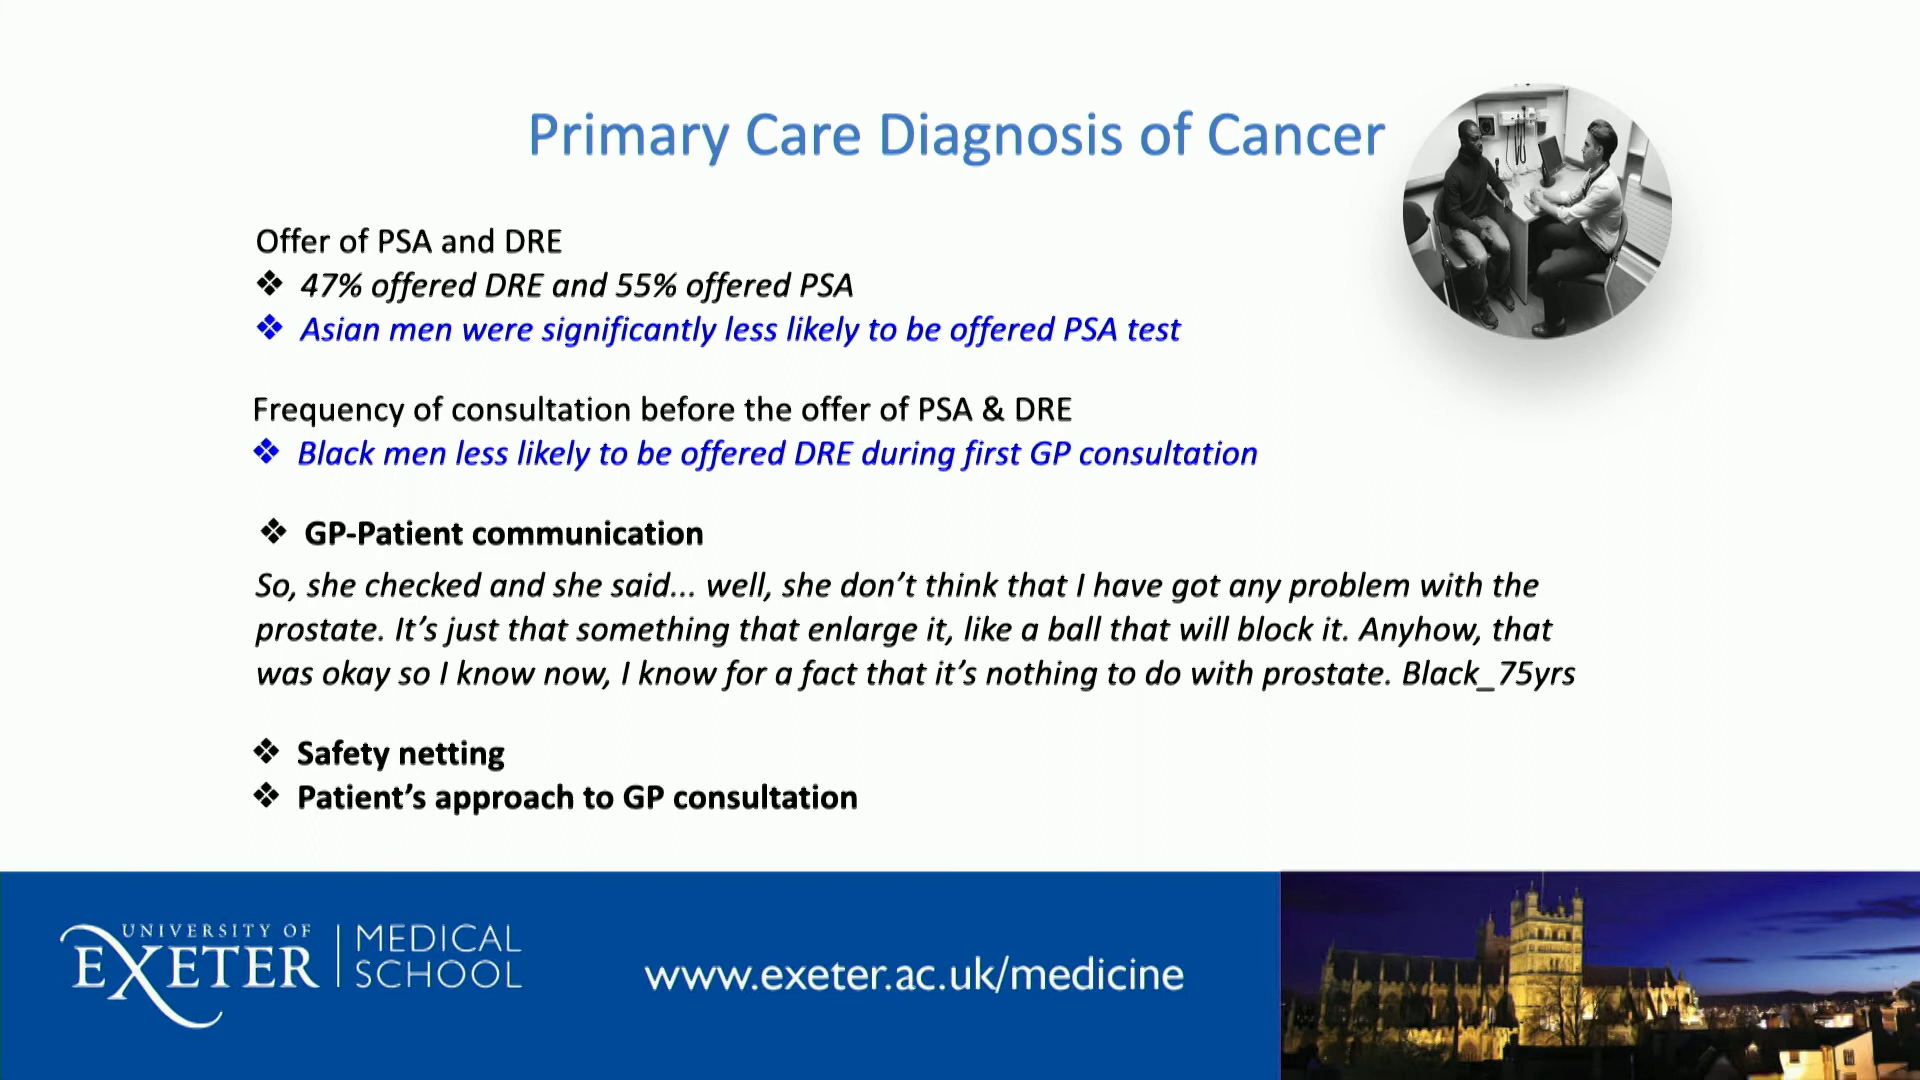 Primary Care Diagnosis of Cancer
Offer of PSA and DRE
❖ 47% offered DRE and 55% offered PSA
❖ Asian men were significantly less likely to be offered PSA test
Frequency of consultation before the offer of PSA & DRE
❖ Black men less likely to be offered DRE during first GP consultation
❖ GP-Patient communication
So, she checked and she said... well, she don’t think that I have got any problem with the
prostate. It’s just that something that enlarge it, like a ball that will block it. Anyhow, that
was okay so I know now, I know for a fact that it’s nothing to do with prostate. Black_75yrs
❖ Safety netting
❖ Patient’s approach to GP consultation
UNIVERSITY OF
EXETER
MEDICAL
SCHOOL
www.exeter.ac.uk/medicine